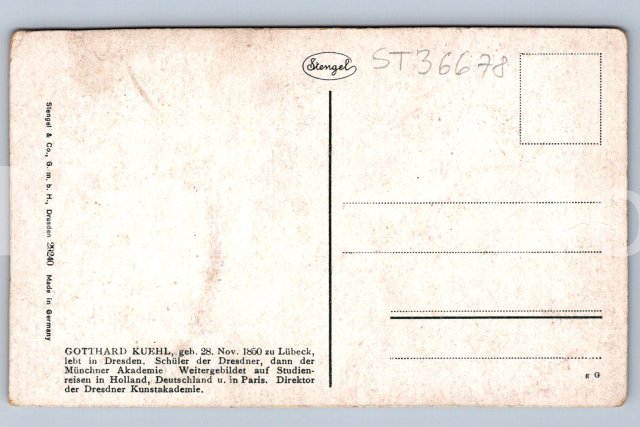 Stengel
ST36678
Stengel & Co., G. m. b. H., Dresden 29240 Made in Germany
GOTTHARD KUEHL, geb. 28. Nov. 1850 zu Lübeck,
lebt in Dresden. Schüler der Dresdner, dann der
Münchner Akademie Weitergebildet auf Studien-
reisen in Holland, Deutschland u. in Paris. Direktor
der Dresdner Kunstakademie.
K G